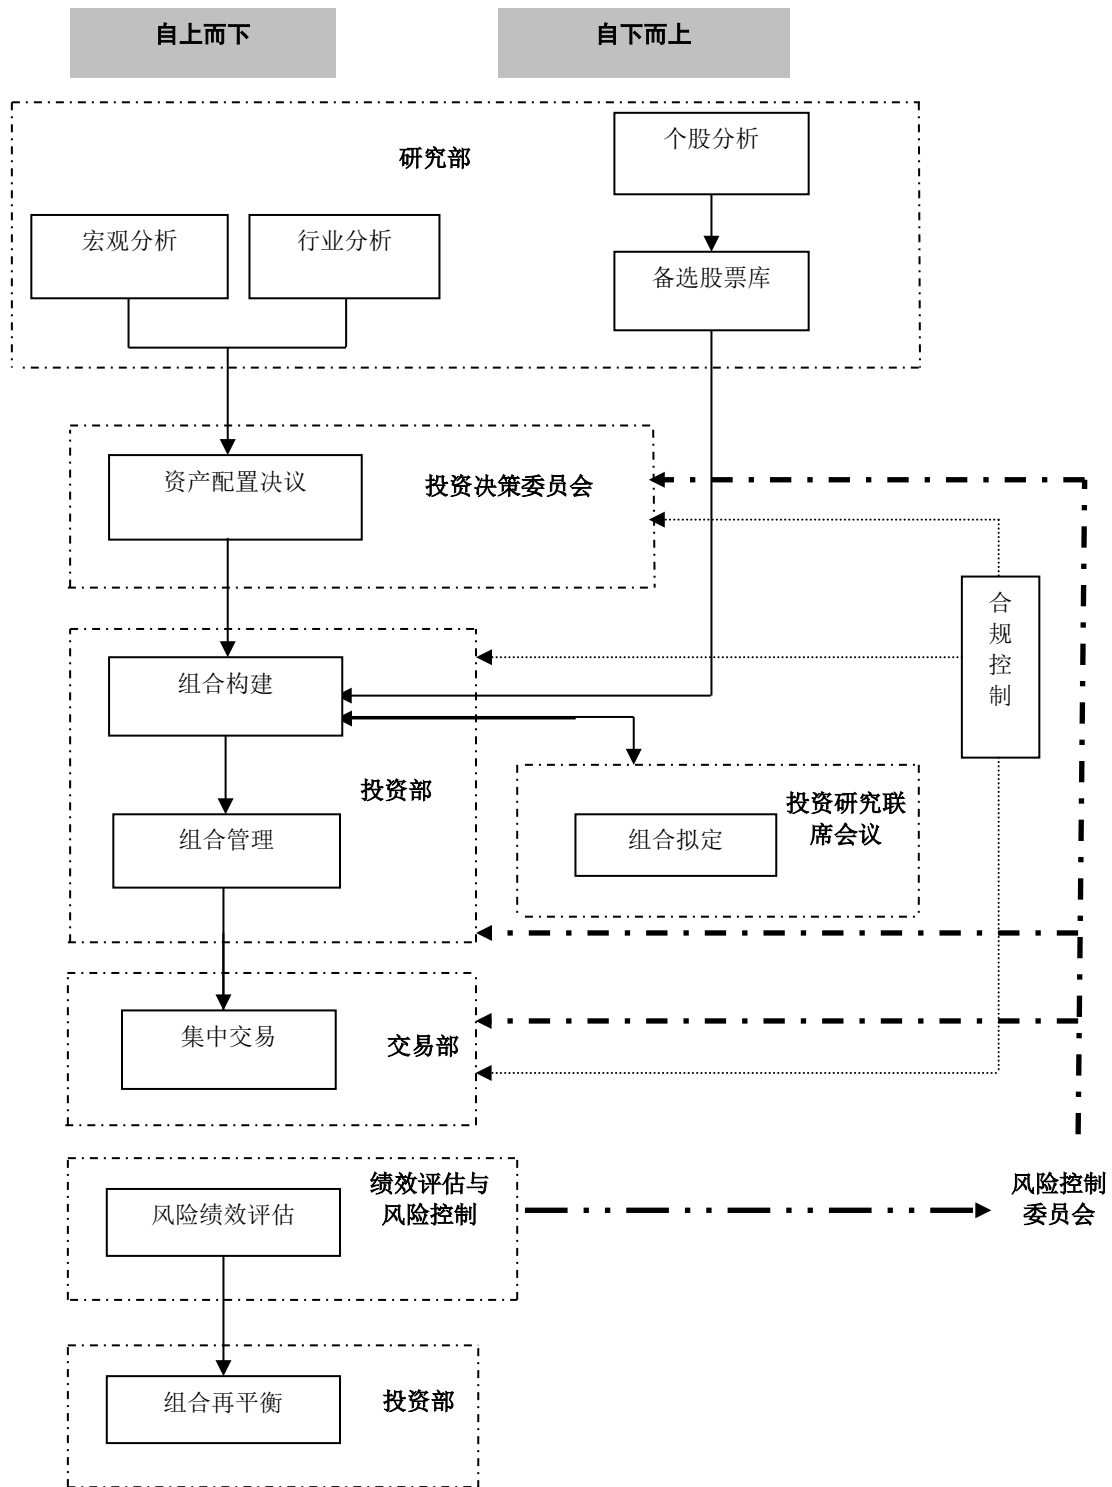 自上而下
自下而上
研究部
个股分析
宏观分析
行业分析
备选股票库
资产配置决议
投资决策委员会
合
规
控
制
组合构建
投资部
投资研究联
席会议
组合管理
组合拟定
集中交易
交易部
绩效评估与
风险控制
风险绩效评估
风险控制
委员会
组合再平衡
投资部